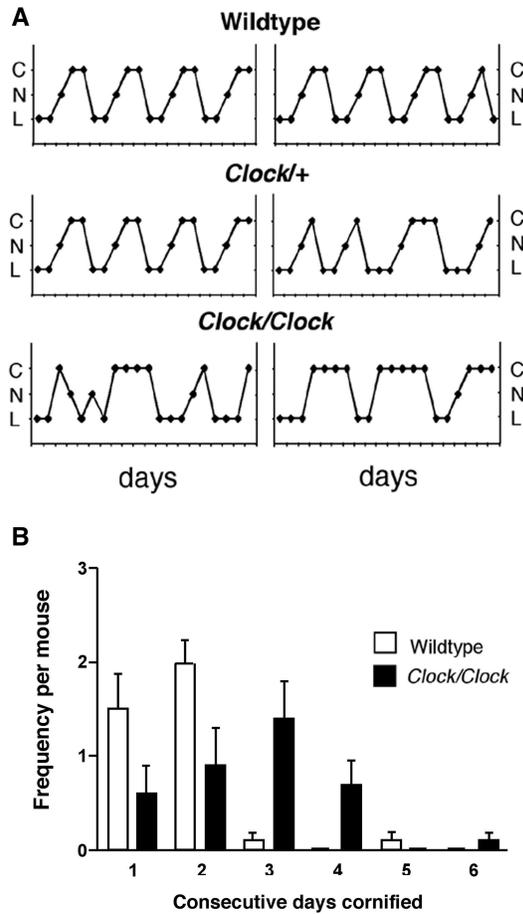 A
Wildtype
C
N
L
C
N
L
Clock/+
C
N
L
C
N
L
Clock/Clock
C
N
L
C
N
L
days
days
B
Frequency per mouse
3
2
1
0
Wildtype
Clock/Clock
1 2 3 4 5 6
Consecutive days cornified